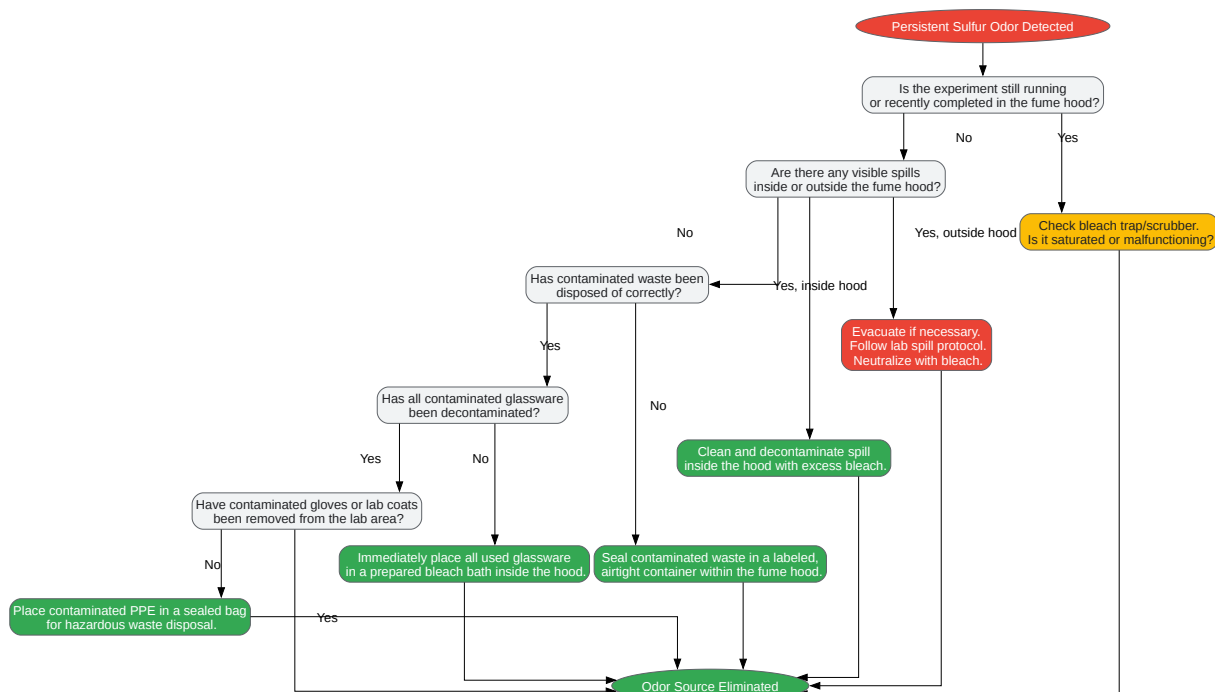 Persistent Sulfur Odor Detected
Is the experiment still running
or recently completed in the fume hood?
No
Yes
Are there any visible spills
inside or outside the fume hood?
Check bleach trap/scrubber.
Is it saturated or malfunctioning?
No
Yes, outside hood
Has contaminated waste been
disposed of correctly?
Yes, inside hood
Evacuate if necessary.
Follow lab spill protocol.
Neutralize with bleach.
Yes
Has all contaminated glassware
been decontaminated?
No
Clean and decontaminate spill
inside the hood with excess bleach.
Yes
No
Have contaminated gloves or lab coats
been removed from the lab area?
Immediately place all used glassware
in a prepared bleach bath inside the hood.
Seal contaminated waste in a labeled,
airtight container within the fume hood.
No
Place contaminated PPE in a sealed bag
for hazardous waste disposal.
Yes
Odor Source Eliminated